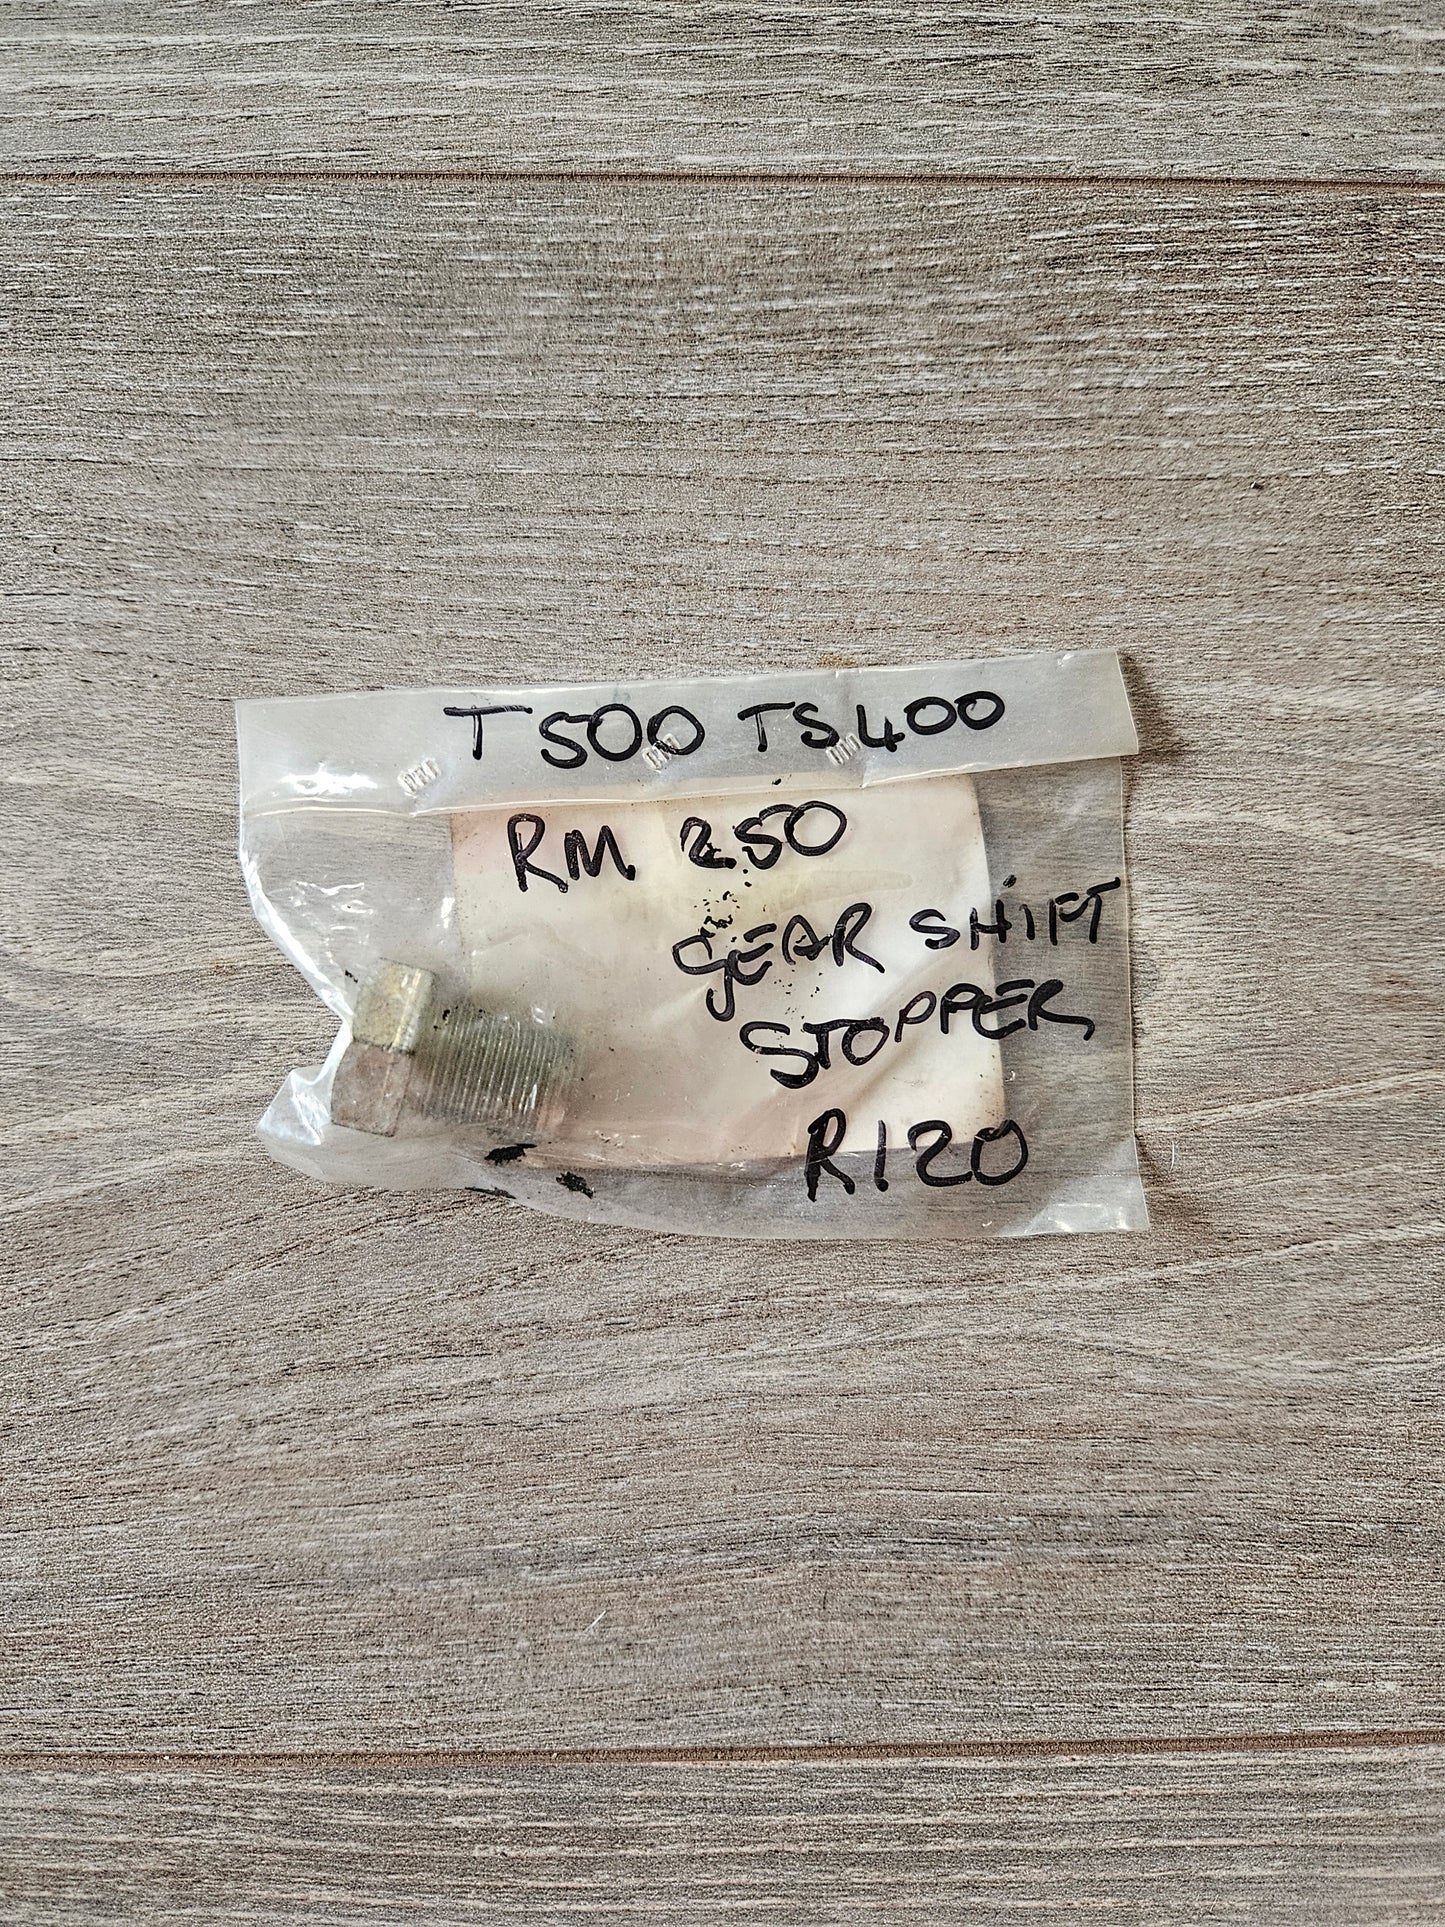 T500 TS400
RM 250
GEAR SHIFT
STOPPER
R120